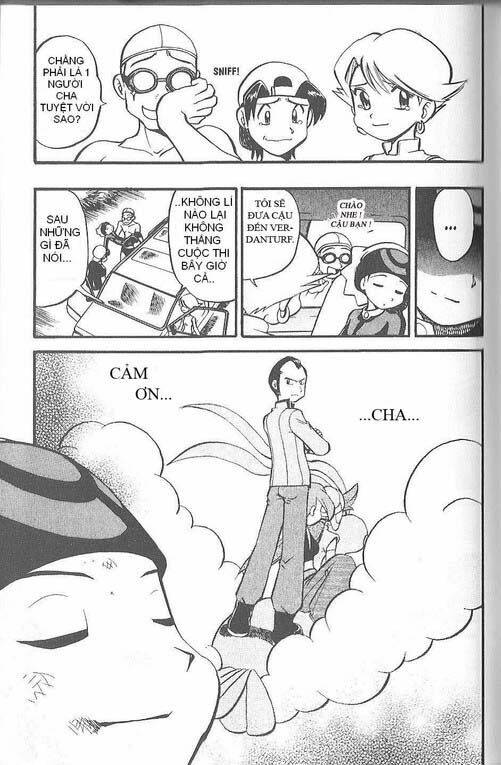 CHẲNG
PHẢI LÀ 1
NGƯỜI
CHA
TUYỆT VỜI
SAO?
SNIFF!
SAU
NHỮNG
GÌ ĐÃ
NÓI...
..KHÔNG LÍ
NÀO LẠI
KHÔNG
THẮNG
CUỘC THI
BÂY GIỜ
CẢ..
TÔI SẼ
ĐƯA CẬU
ĐẾN VER-
DANTURF.
CHÀO
NHE !
CẬU BẠN !
...
CẢM
ƠN...
...CHA...